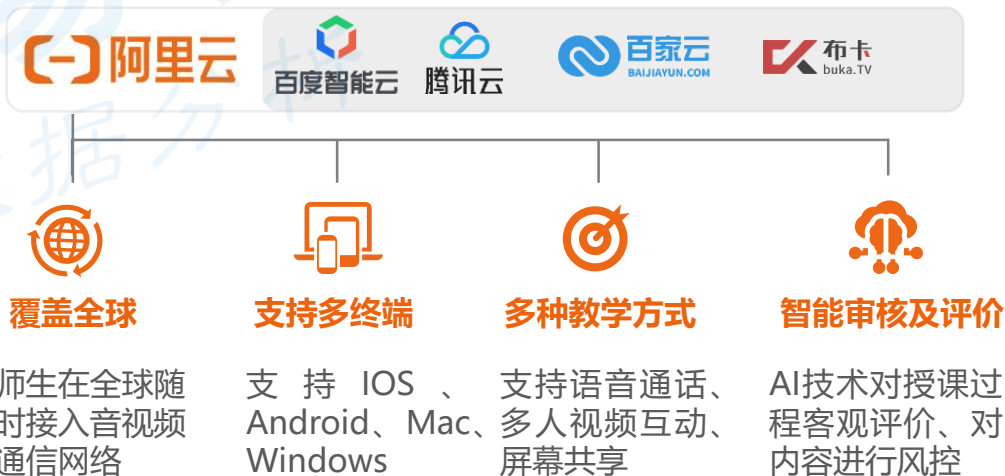 阿里云
百度智能云
腾讯云
百家云
BAIJIAYUN.COM
布卡
buka.TV
覆盖全球
支持多终端
多种教学方式
智能审核及评价
师生在全球随
时接入音视频
通信网络
支持IOS、
Android、Mac、
Windows
支持语音通话、
多人视频互动、
屏幕共享
AI技术对授课过
程客观评价、对
内容进行风控